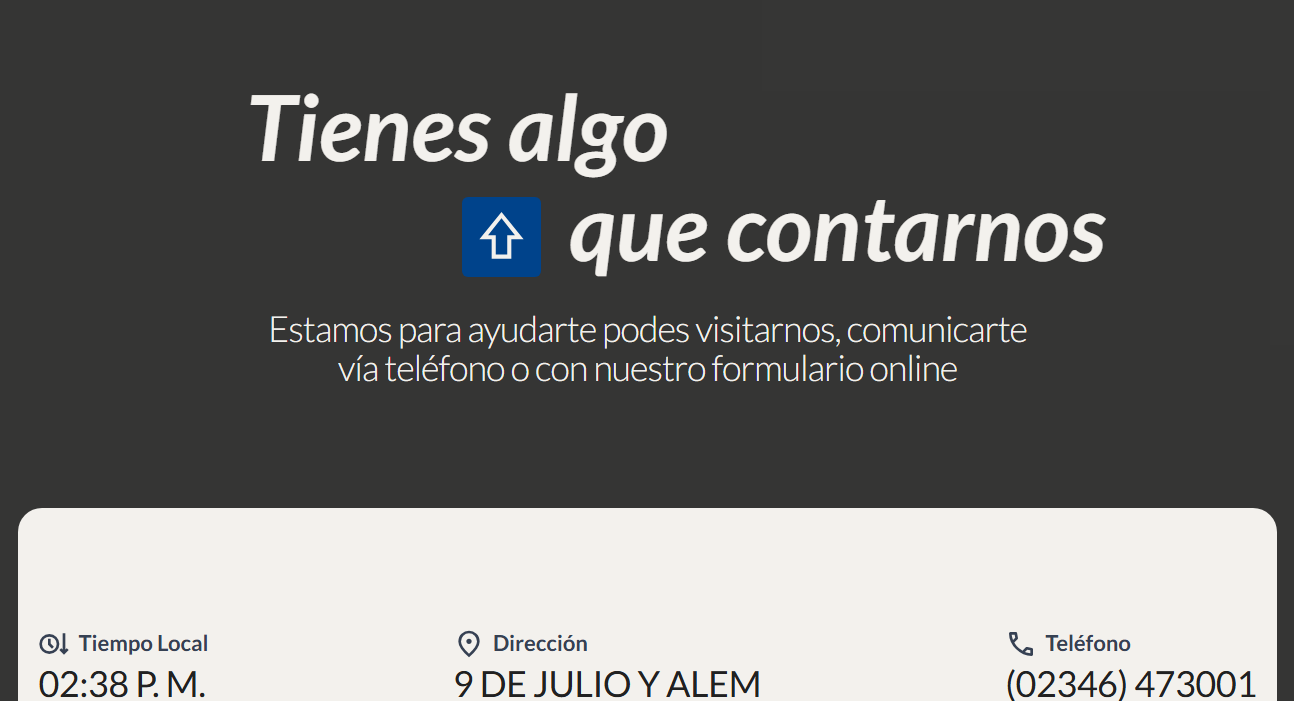 Tienes algo
que contarnos
Estamos para ayudarte podes visitarnos, comunicarte
vía teléfono o con nuestro formulario online
Tiempo Local
02:38 P. M.
Dirección
9 DE JULIO Y ALEM
Teléfono
(02346) 473001